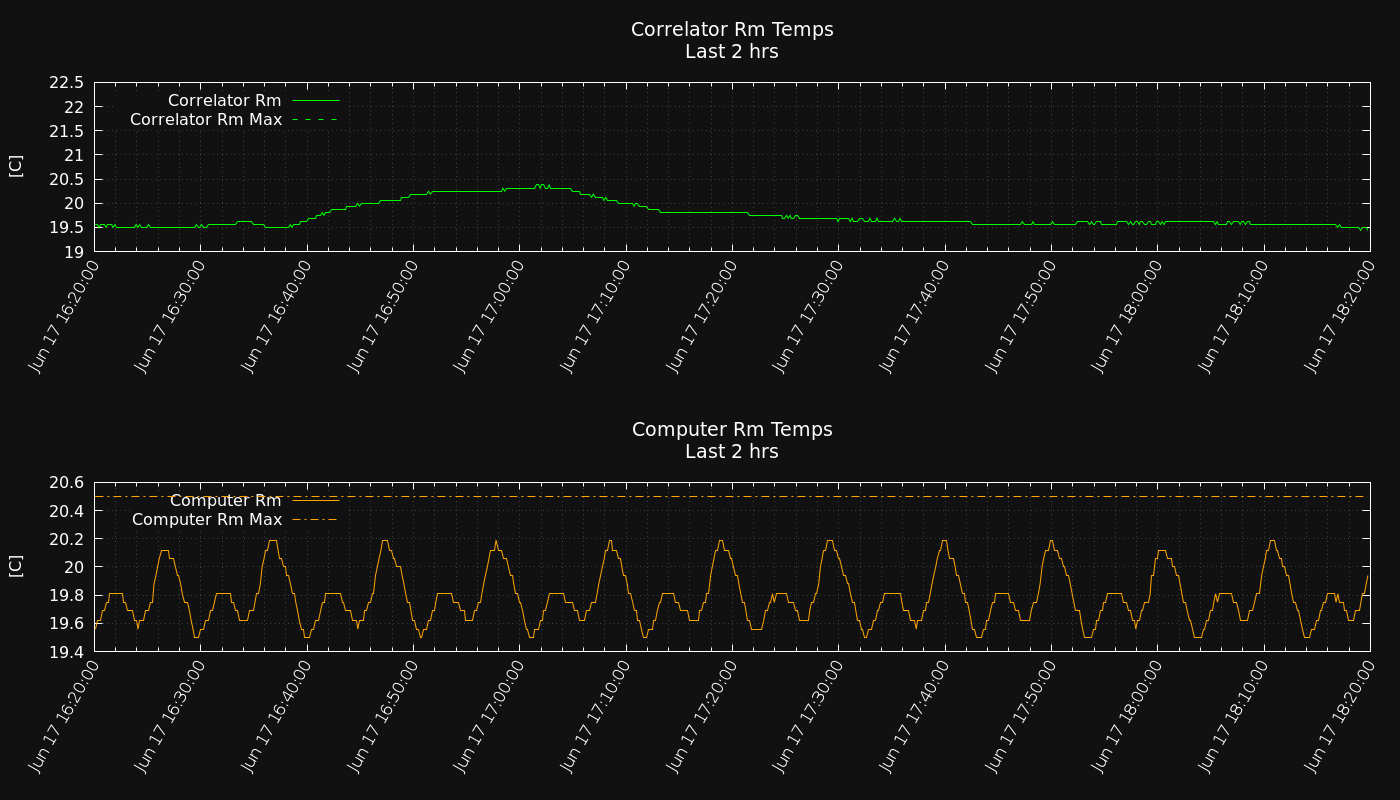 Correlator Rm Temps
Last 2 hrs
22.5
22
21.5
21
20.5
20
19.5
19
[C]
Correlator Rm
Correlator Rm Max
Jun 17 16:20:00
Jun 17 16:30:00
Jun 17 16:40:00
Jun 17 16:50:00
Jun 17 17:00:00
Jun 17 17:10:00
Jun 17 17:20:00
Jun 17 17:30:00
Jun 17 17:40:00
Jun 17 17:50:00
Jun 17 18:00:00
Jun 17 18:10:00
Jun 17 18:20:00
Computer Rm Temps
Last 2 hrs
20.6
20.4
20.2
20
19.8
19.6
19.4
[C]
Computer Rm
Computer Rm Max
Jun 17 16:20:00
Jun 17 16:30:00
Jun 17 16:40:00
Jun 17 16:50:00
Jun 17 17:00:00
Jun 17 17:10:00
Jun 17 17:20:00
Jun 17 17:30:00
Jun 17 17:40:00
Jun 17 17:50:00
Jun 17 18:00:00
Jun 17 18:10:00
Jun 17 18:20:00